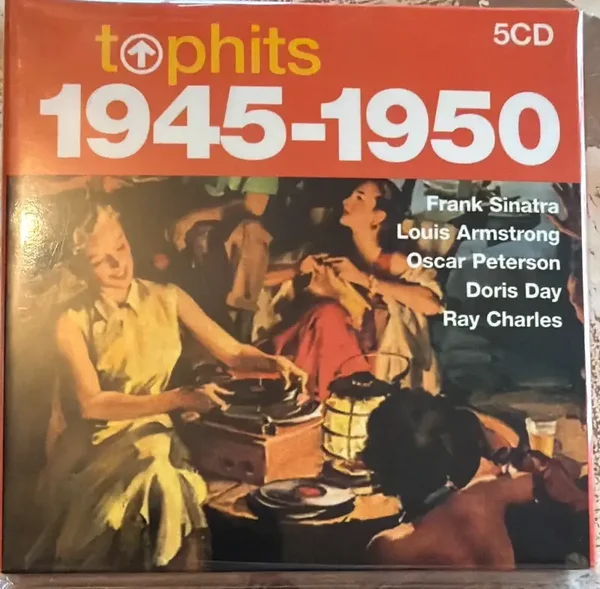 tophits
5CD
1945-1950
Frank Sinatra
Louis Armstrong
Oscar Peterson
Doris Day
Ray Charles